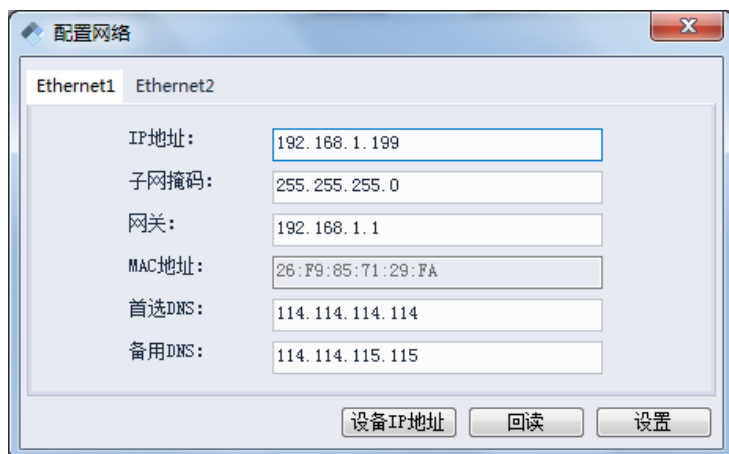 配置网络
Ethernet1 Ethernet2
IP地址: 192.168.1.199
子网掩码: 255.255.255.0
网关: 192.168.1.1
MAC地址: 26:F9:85:71:29:FA
首选DNS: 114.114.114.114
备用DNS: 114.114.115.115
设备IP地址 回读 设置